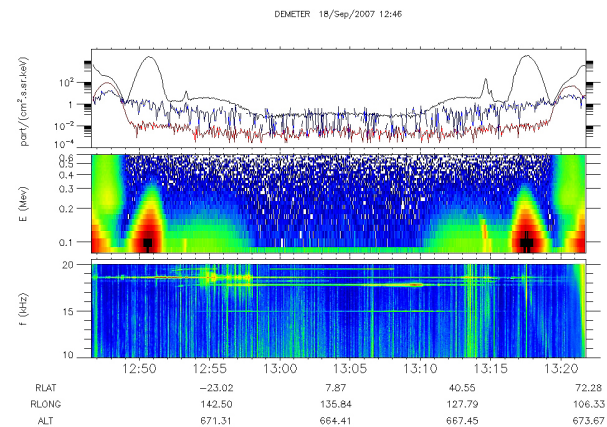 DEMETER 18/Sep/2007 12:46
part/(cm².s.sr.keV)
10²
1
10⁻²
10⁻⁴
E (Mev)
0.6
0.4
0.3
0.2
0.1
f (kHz)
20
15
10
12:50 12:55 13:00 13:05 13:10 13:15 13:20
RLAT −23.02 7.87 40.55 72.28
RLONG 142.50 135.84 127.79 106.33
ALT 671.31 664.41 667.45 673.67